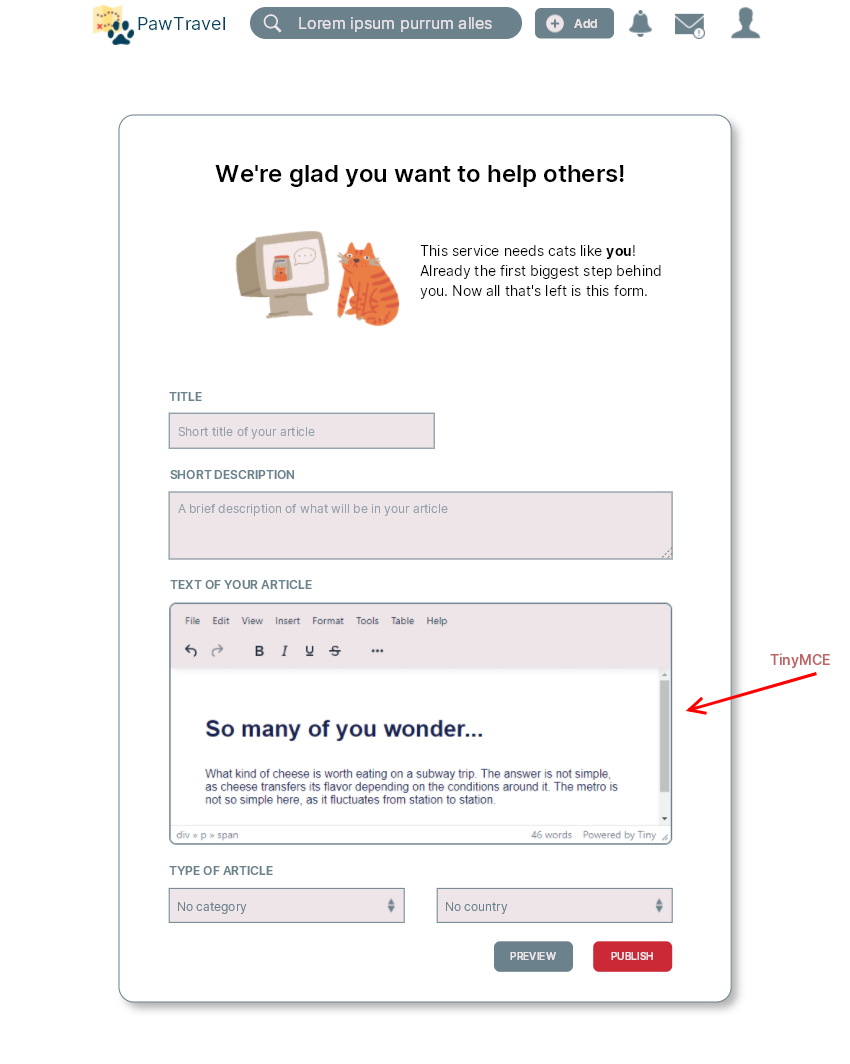 PawTravel
Lorem ipsum purrum alles
Add
We're glad you want to help others!
This service needs cats like you!
Already the first biggest step behind
you. Now all that's left is this form.
TITLE
Short title of your article
SHORT DESCRIPTION
A brief description of what will be in your article
TEXT OF YOUR ARTICLE
File Edit View Insert Format Tools Table Help
B I U S ...
TinyMCE
So many of you wonder...
What kind of cheese is worth eating on a subway trip. The answer is not simple,
as cheese transfers its flavor depending on the conditions around it. The metro is
not so simple here, as it fluctuates from station to station.
div » p » span 46 words Powered by Tiny
TYPE OF ARTICLE
No category No country
PREVIEW PUBLISH